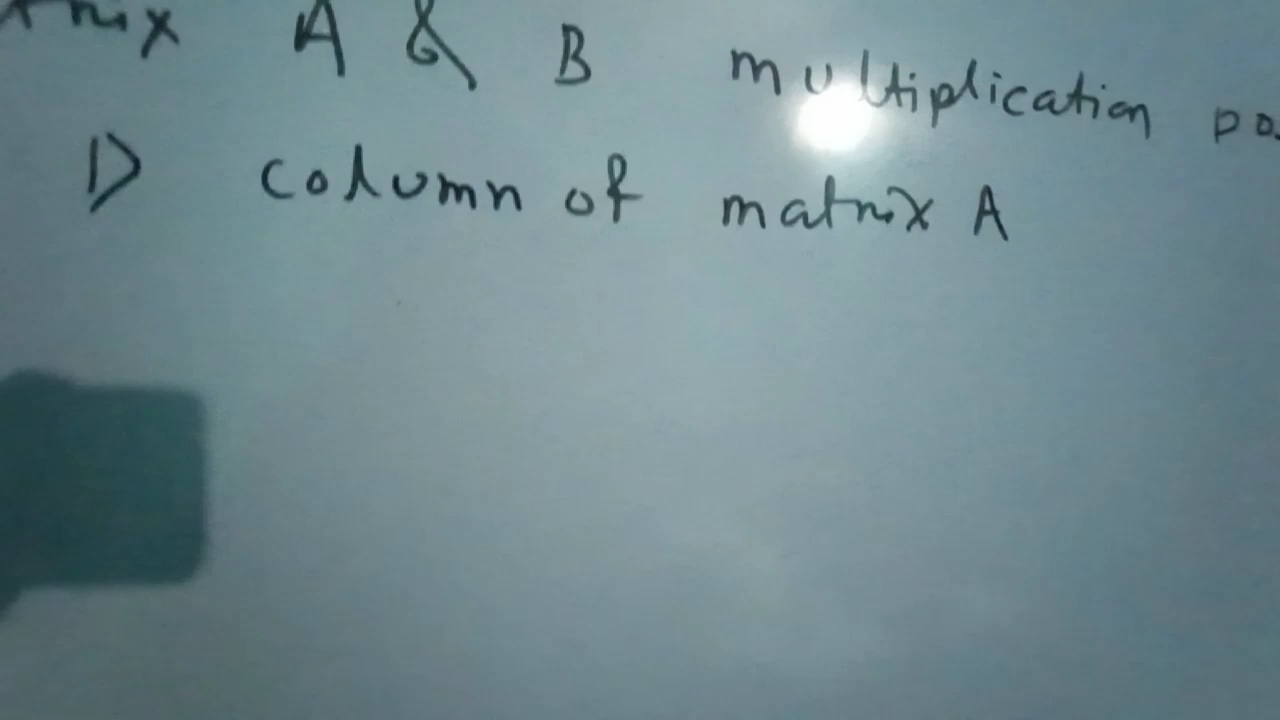 A & B multiplication
1) column of matrix A